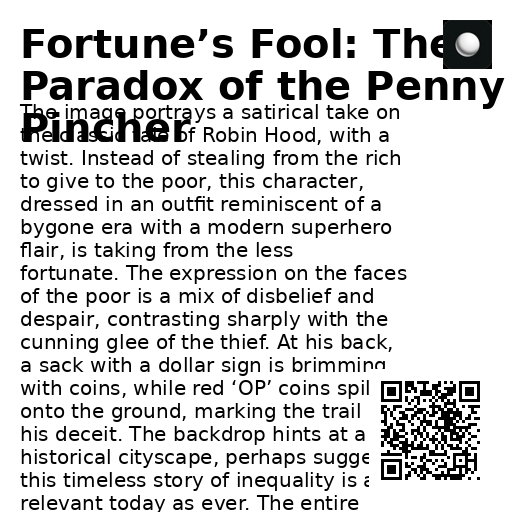 Fortune’s Fool: The
Paradox of the Penny
Pincher
The image portrays a satirical take on
the classic tale of Robin Hood, with a
twist. Instead of stealing from the rich
to give to the poor, this character,
dressed in an outfit reminiscent of a
bygone era with a modern superhero
flair, is taking from the less
fortunate. The expression on the faces
of the poor is a mix of disbelief and
despair, contrasting sharply with the
cunning glee of the thief. At his back,
a sack with a dollar sign is brimming
with coins, while red ‘OP’ coins spil
onto the ground, marking the trail
his deceit. The backdrop hints at a
historical cityscape, perhaps sugge
this timeless story of inequality is
relevant today as ever. The entire